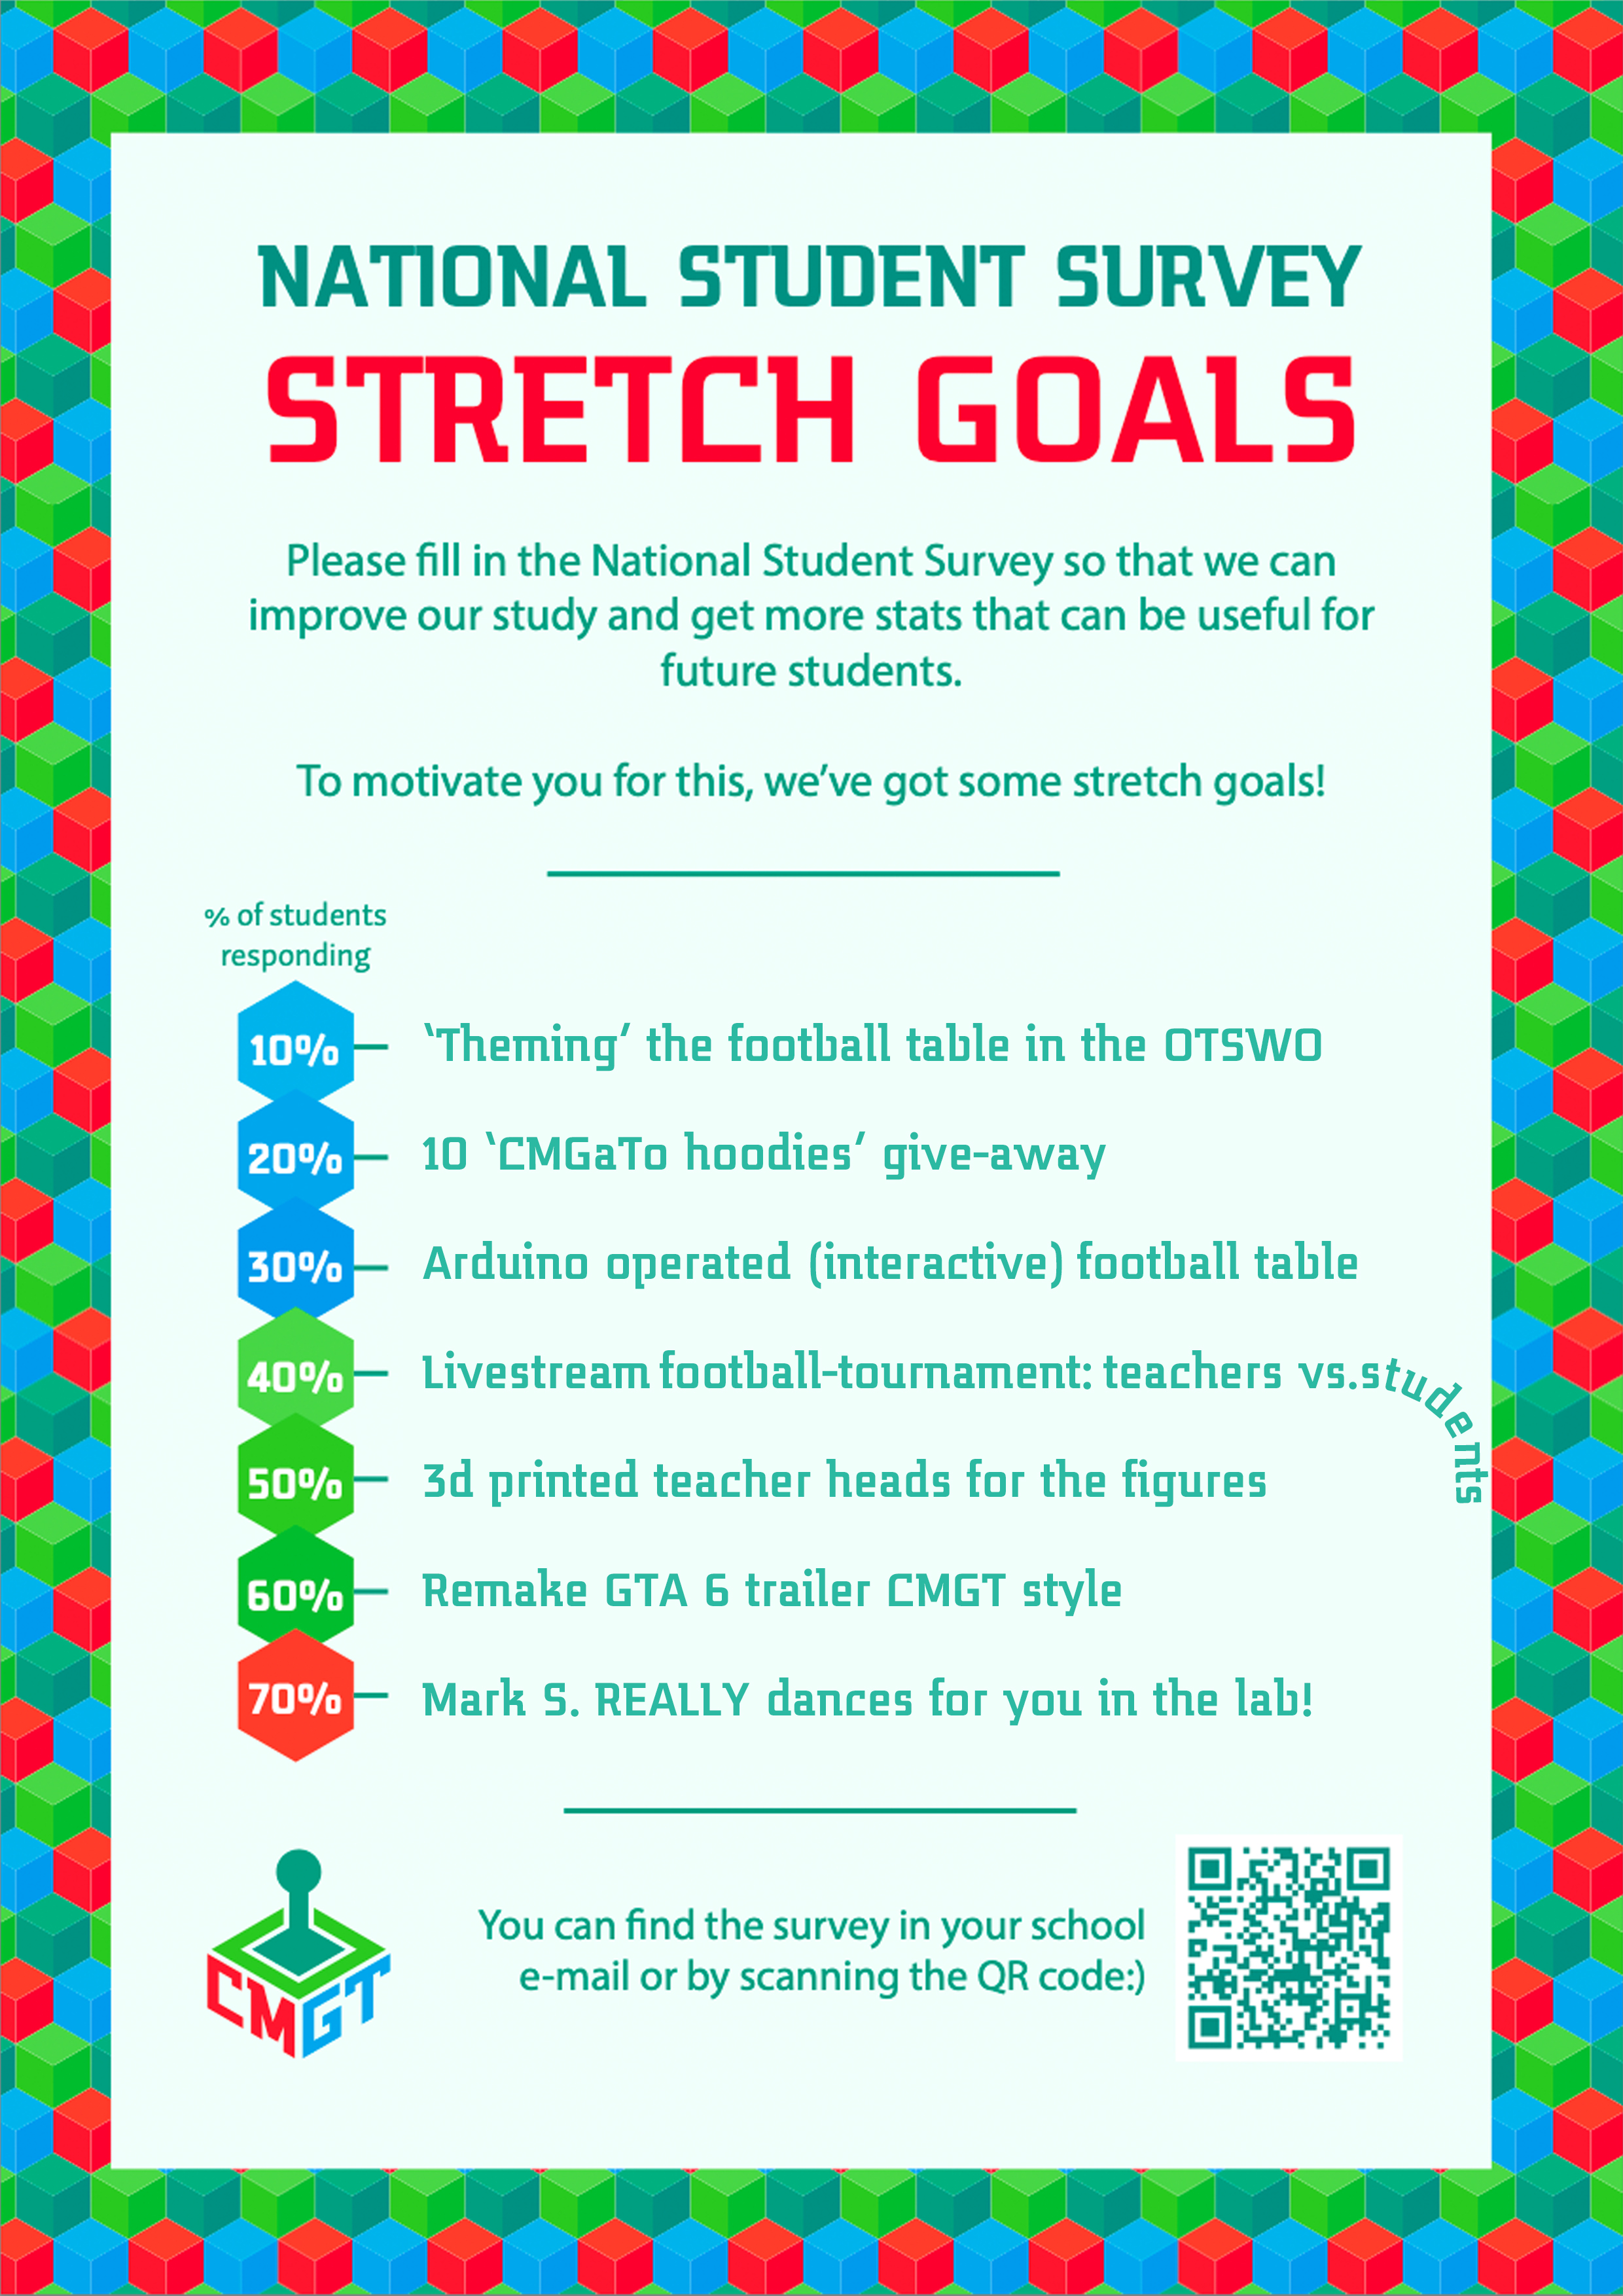 NATIONAL STUDENT SURVEY
STRETCH GOALS
Please fill in the National Student Survey so that we can
improve our study and get more stats that can be useful for
future students.
To motivate you for this, we've got some stretch goals!
% of students
responding
10% ‘Theming’ the football table in the OTSWO
20% 10 ‘CMGaTo hoodies’ give-away
30% Arduino operated (interactive) football table
40% Livestream football-tournament: teachers vs.students
50% 3d printed teacher heads for the figures
60% Remake GTA 6 trailer CMGT style
70% Mark S. REALLY dances for you in the lab!
CMGT
You can find the survey in your school
e-mail or by scanning the QR code:)